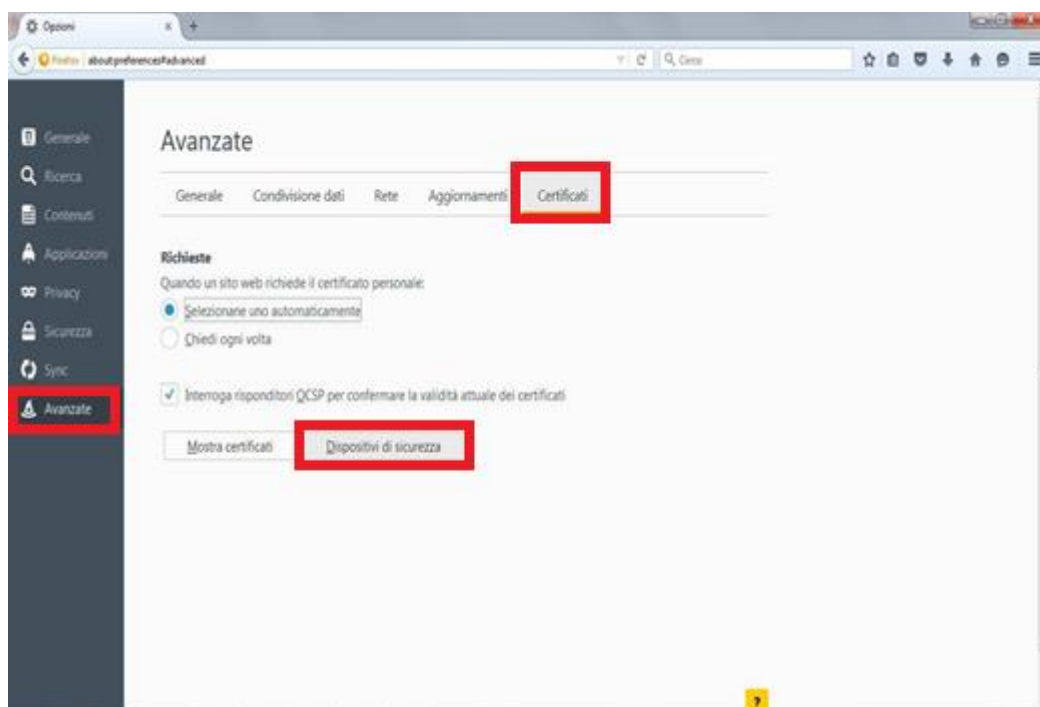 Opzioni
Firefox about:preferences#advanced
Cerca
Generale
Ricerca
Contenuti
Applicazioni
Privacy
Sicurezza
Sync
Avanzate
Avanzate
Generale Condivisione dati Rete Aggiornamenti Certificati
Richieste
Quando un sito web richiede il certificato personale:
Selezionane uno automaticamente
Chiedi ogni volta
Interroga risponditori OCSP per confermare la validità attuale dei certificati
Mostra certificati Dispositivi di sicurezza
?